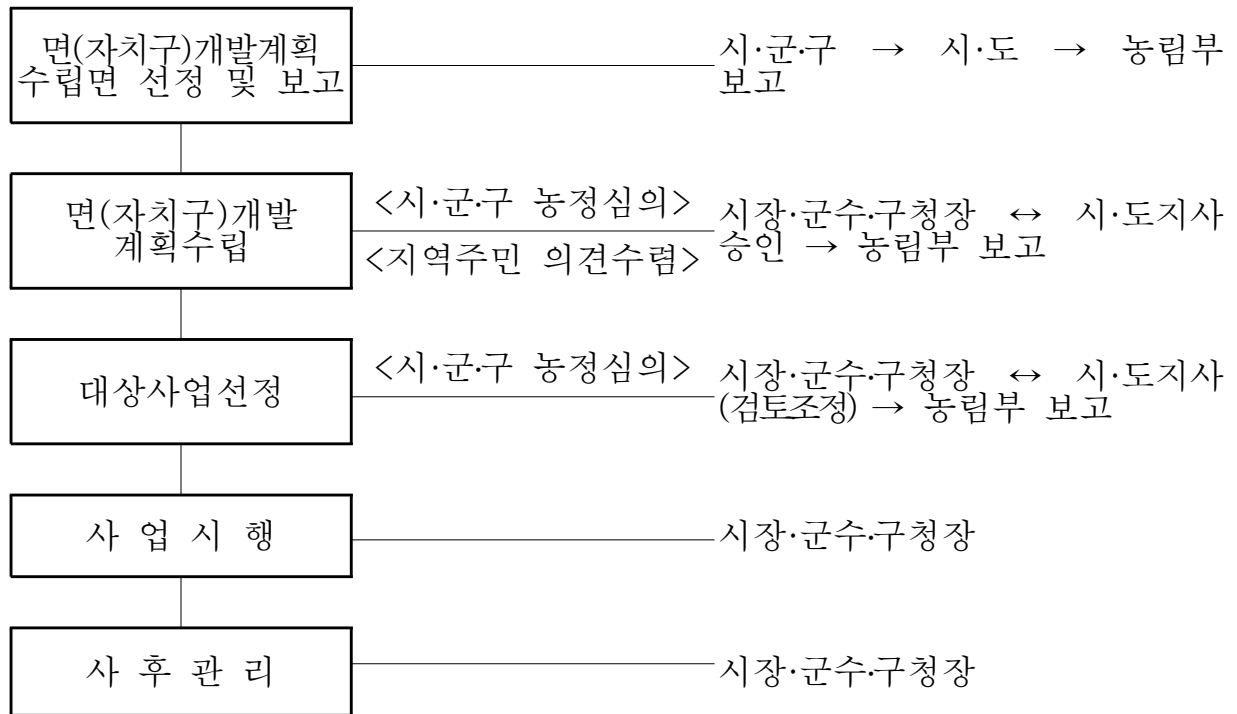 면(자치구)개발계획
수립면 선정 및 보고
시·군·구 → 시·도 → 농림부
보고
면(자치구)개발
계획수립
<시·군·구 농정심의>
<지역주민 의견수렴>
시장·군수·구청장 ↔ 시·도지사
승인 → 농림부 보고
대상사업선정
<시·군·구 농정심의>
시장·군수·구청장 ↔ 시·도지사
(검토조정) → 농림부 보고
사 업 시 행
시장·군수·구청장
사 후 관 리
시장·군수·구청장